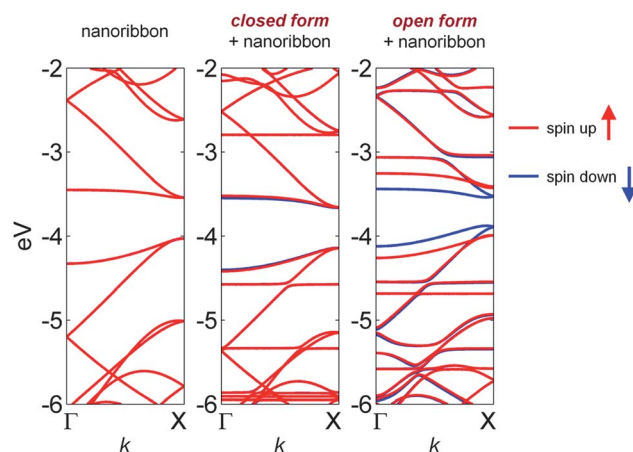 nanoribbon
closed form
+ nanoribbon
open form
+ nanoribbon
spin up
spin down
eV
-2
-3
-4
-5
-6
Γ X
k
-2
-3
-4
-5
-6
Γ X
k
-2
-3
-4
-5
-6
Γ X
k